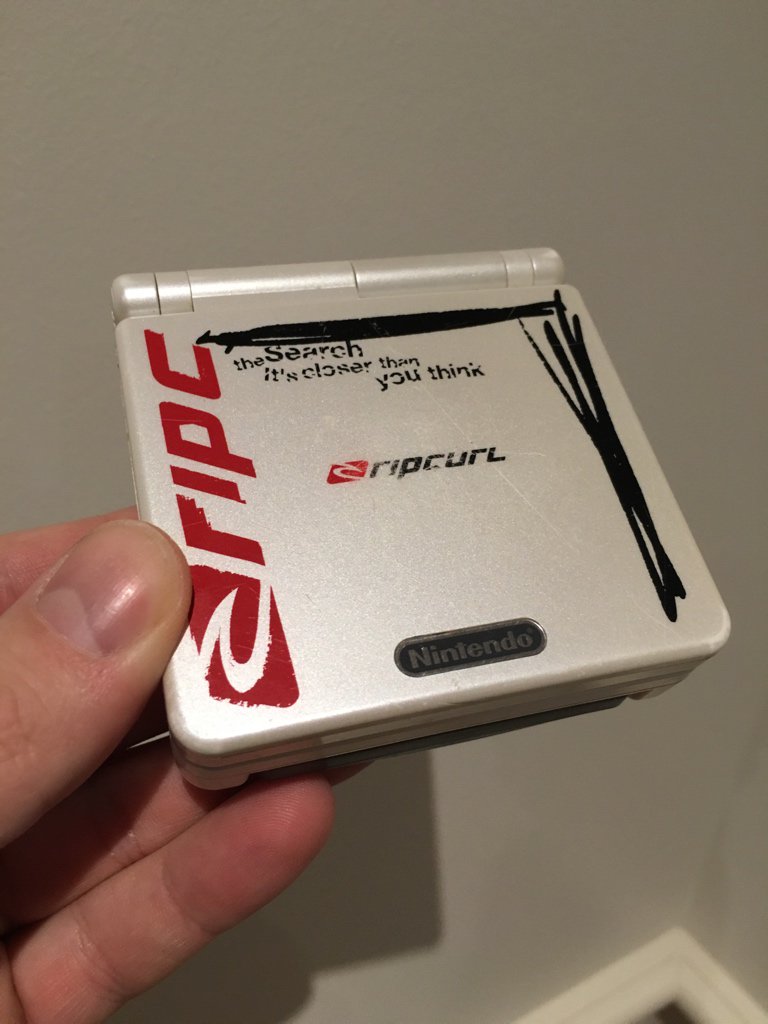 ripc
theSearch
it's closer than
you think
ripcurl
Nintendo